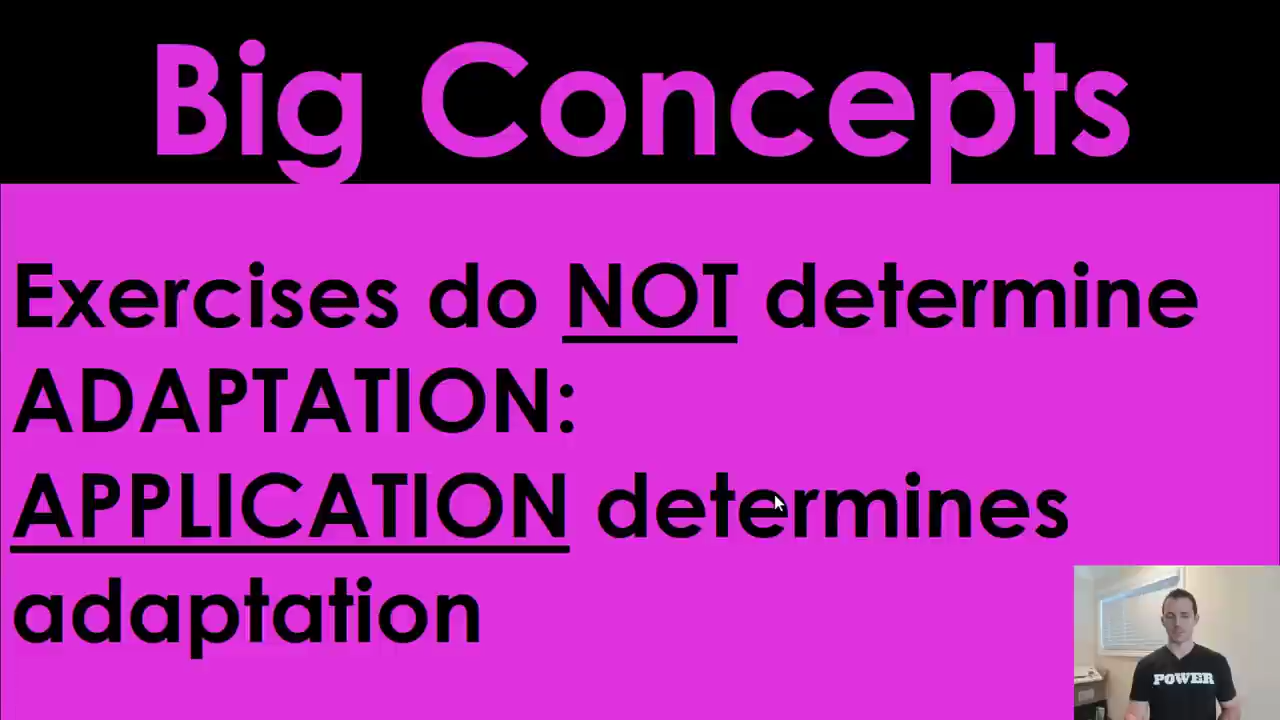 Big Concepts
Exercises do NOT determine
ADAPTATION:
APPLICATION determines
adaptation
POWER